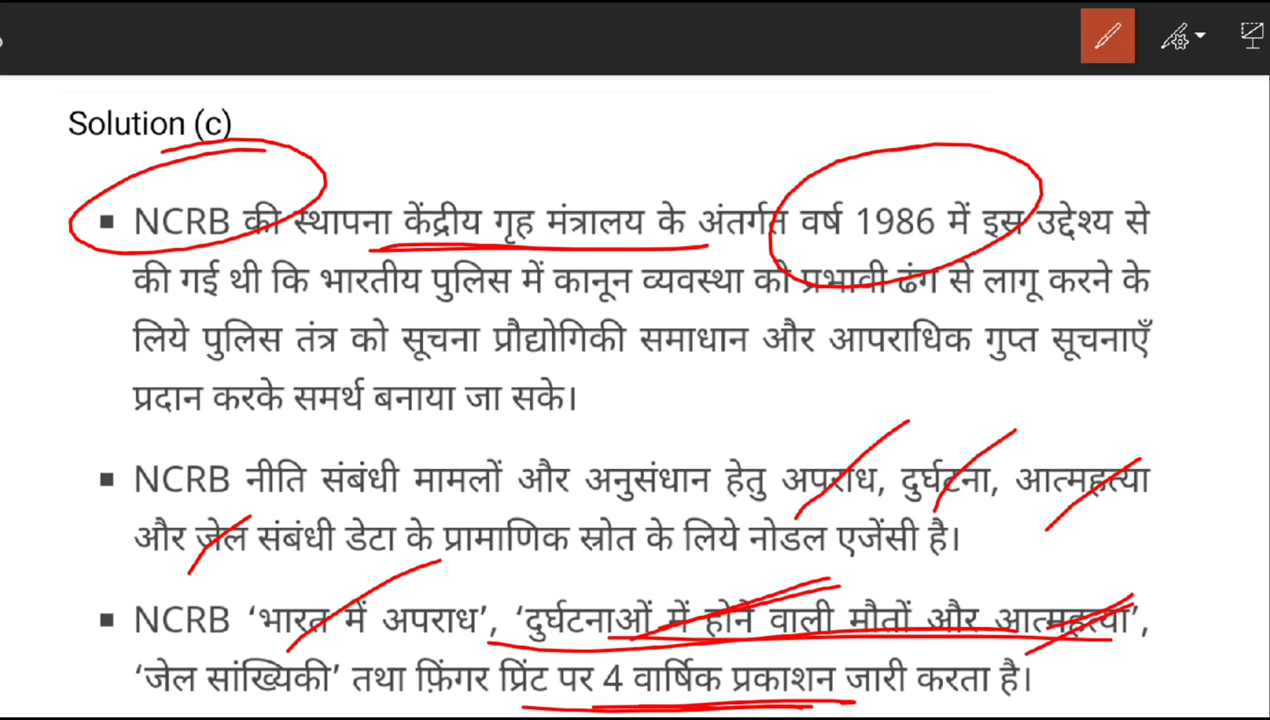 Solution (c)
▪ NCRB की स्थापना केंद्रीय गृह मंत्रालय के अंतर्गत वर्ष 1986 में इस उद्देश्य से
की गई थी कि भारतीय पुलिस में कानून व्यवस्था को प्रभावी ढंग से लागू करने के
लिये पुलिस तंत्र को सूचना प्रौद्योगिकी समाधान और आपराधिक गुप्त सूचनाएँ
प्रदान करके समर्थ बनाया जा सके।
▪ NCRB नीति संबंधी मामलों और अनुसंधान हेतु अपराध, दुर्घटना, आत्महत्या
और जेल संबंधी डेटा के प्रामाणिक स्रोत के लिये नोडल एजेंसी है।
▪ NCRB ‘भारत में अपराध’, ‘दुर्घटनाओं में होने वाली मौतों और आत्महत्या’,
‘जेल सांख्यिकी’ तथा फ़िंगर प्रिंट पर 4 वार्षिक प्रकाशन जारी करता है।